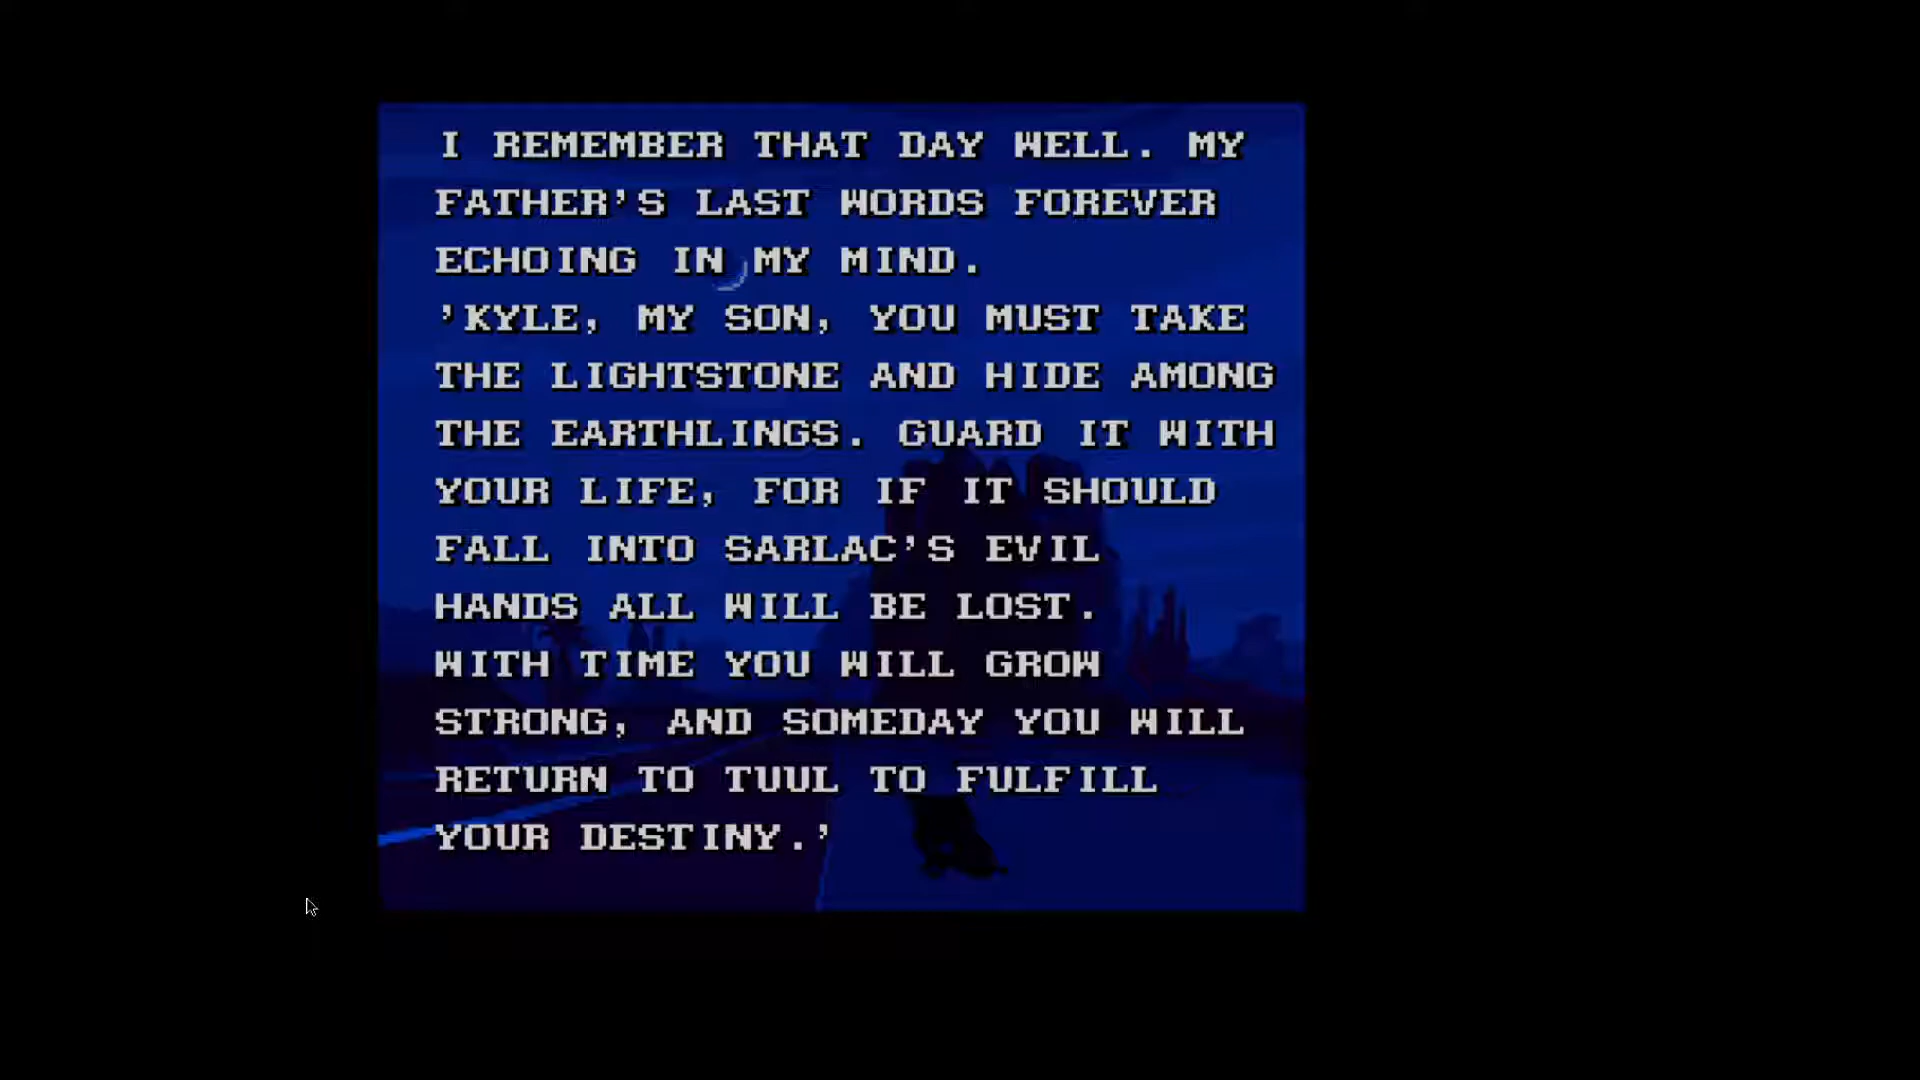 I REMEMBER THAT DAY WELL. MY
FATHER'S LAST WORDS FOREVER
ECHOING IN MY MIND.
'KYLE, MY SON, YOU MUST TAKE
THE LIGHTSTONE AND HIDE AMONG
THE EARTHLINGS. GUARD IT WITH
YOUR LIFE, FOR IF IT SHOULD
FALL INTO SARLAC'S EVIL
HANDS ALL WILL BE LOST.
WITH TIME YOU WILL GROW
STRONG, AND SOMEDAY YOU WILL
RETURN TO TUUL TO FULFILL
YOUR DESTINY.'